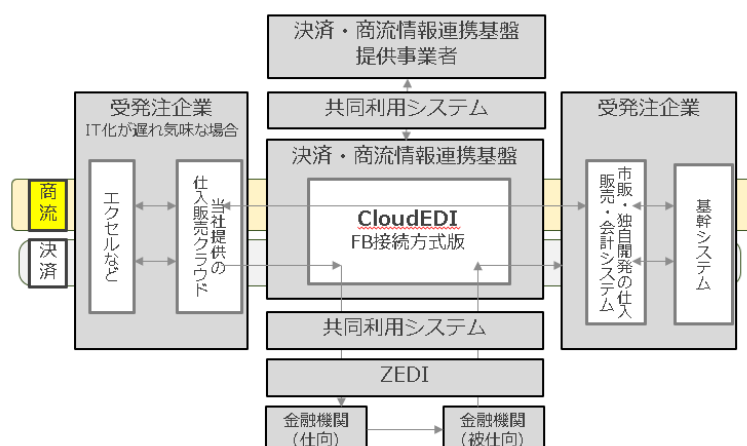 決済・商流情報連携基盤
提供事業者
共同利用システム
受発注企業
IT化が遅れ気味な場合
受発注企業
決済・商流情報連携基盤
商流
決済
エクセルなど
当社提供の
仕入販売クラウド
CloudEDI
FB接続方式版
市販・独自開発の仕入
販売・会計システム
基幹システム
共同利用システム
ZEDI
金融機関
(仕向)
金融機関
(被仕向)